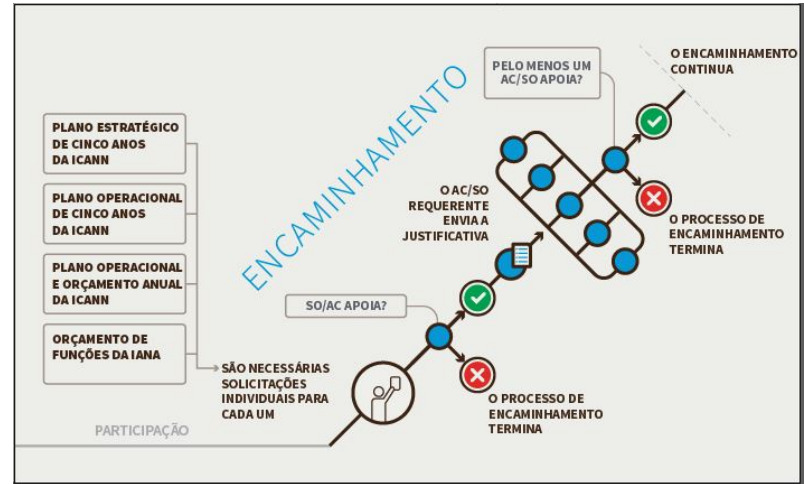 PLANO ESTRATÉGICO
DE CINCO ANOS
DA ICANN
PLANO OPERACIONAL
DE CINCO ANOS
DA ICANN
PLANO OPERACIONAL
E ORÇAMENTO ANUAL
DA ICANN
ORÇAMENTO DE
FUNÇÕES DA IANA
SÃO NECESSÁRIAS
SOLICITAÇÕES
INDIVIDUAIS PARA
CADA UM
PARTICIPAÇÃO
ENCAMINHAMENTO
SO/AC APOIA?
O PROCESSO DE
ENCAMINHAMENTO
TERMINA
O AC/SO
REQUERENTE
ENVIA A
JUSTIFICATIVA
PELO MENOS UM
AC/SO APOIA?
O ENCAMINHAMENTO
CONTINUA
O PROCESSO DE
ENCAMINHAMENTO
TERMINA